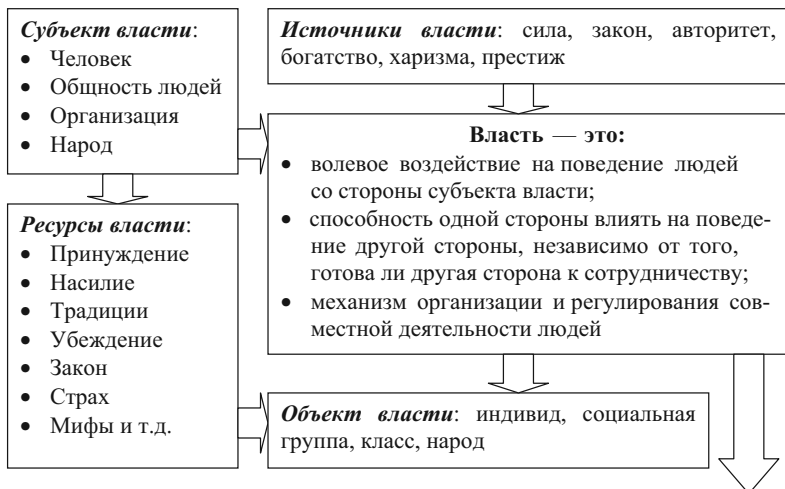 Субъект власти:
• Человек
• Общность людей
• Организация
• Народ
Источники власти: сила, закон, авторитет,
богатство, харизма, престиж
Власть — это:
• волевое воздействие на поведение людей
со стороны субъекта власти;
• способность одной стороны влиять на поведе-
ние другой стороны, независимо от того,
готова ли другая сторона к сотрудничеству;
• механизм организации и регулирования сов-
местной деятельности людей
Ресурсы власти:
• Принуждение
• Насилие
• Традиции
• Убеждение
• Закон
• Страх
• Мифы и т.д.
Объект власти: индивид, социальная
группа, класс, народ